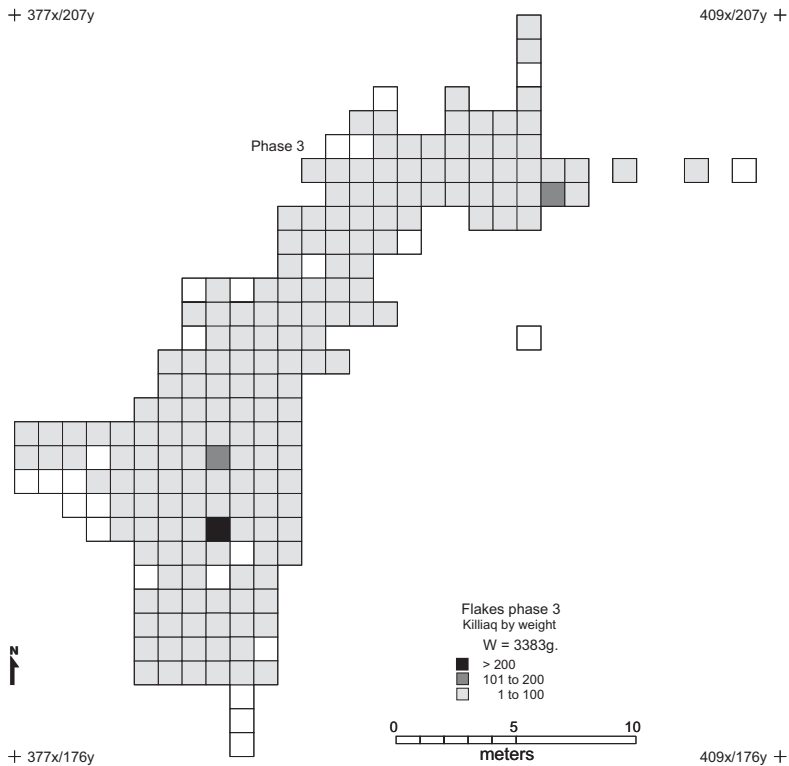 377x/207y
409x/207y
Phase 3
Flakes phase 3
Killiaq by weight
W = 3383g.
> 200
101 to 200
1 to 100
N
0 5 10
meters
377x/176y
409x/176y